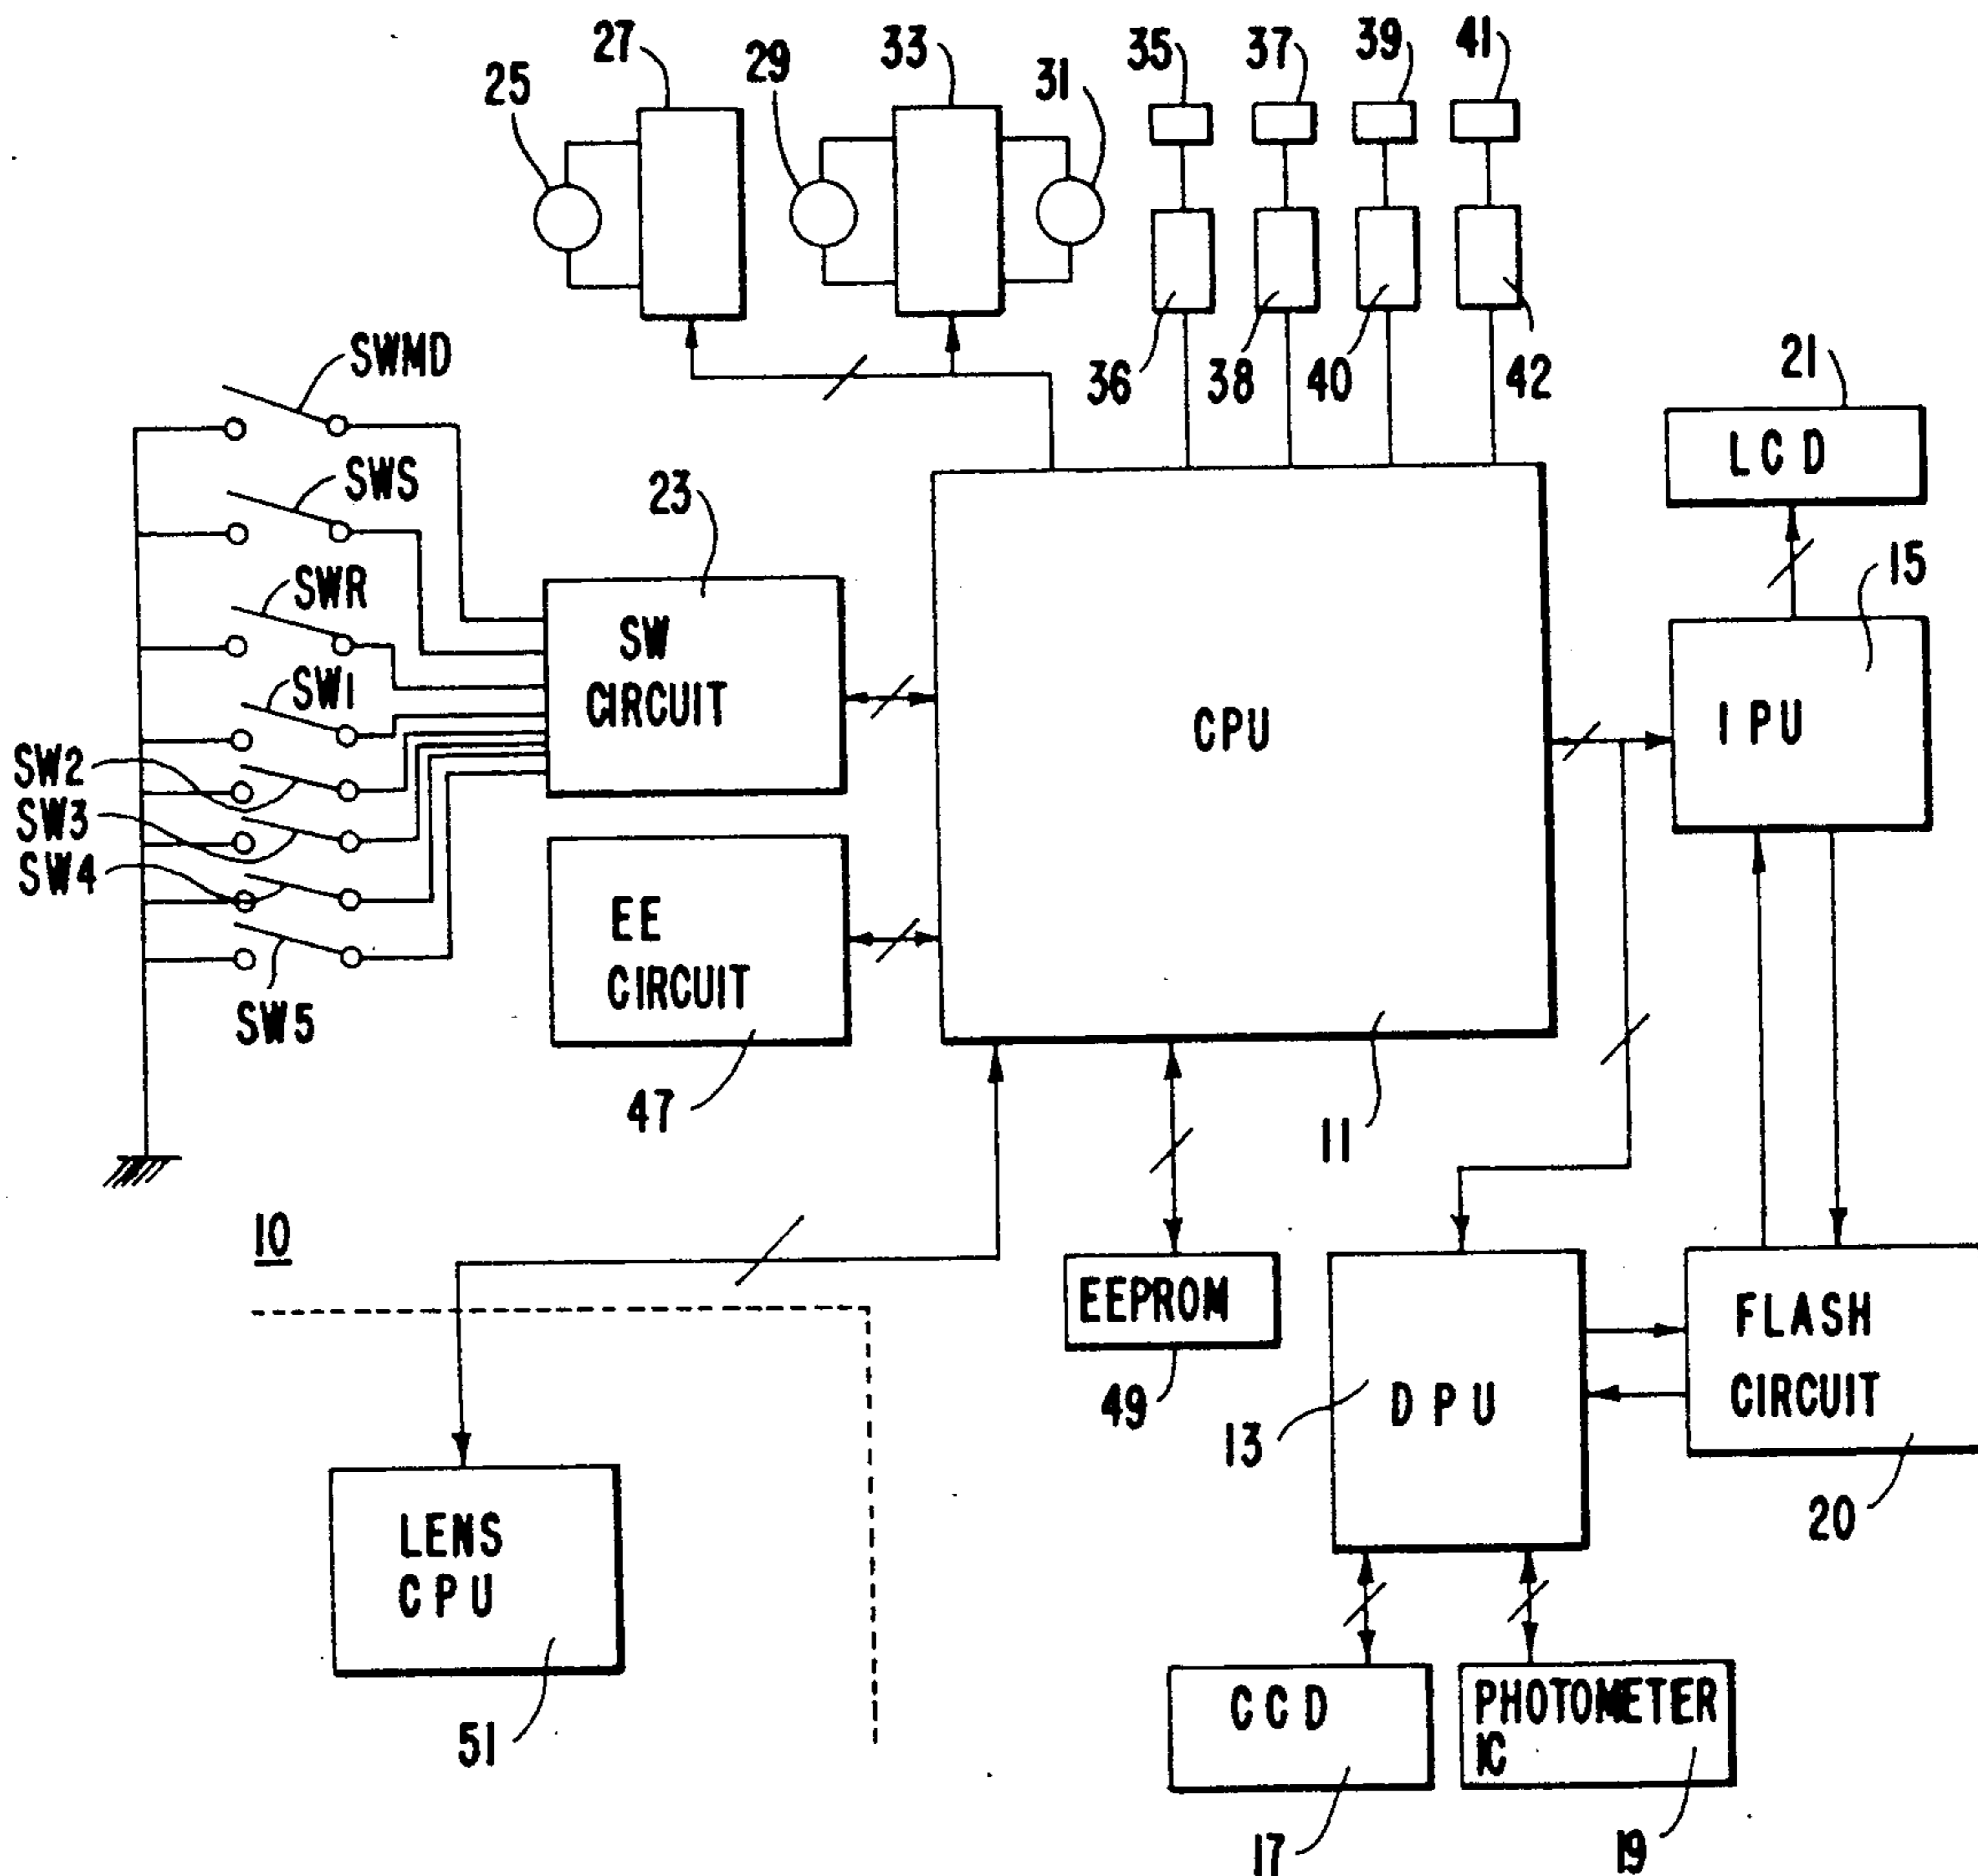 27
33
35
37
39
41
25
29
31
36
38
40
42
SWMD
SWS
SWR
SW1
SW2
SW3
SW4
SW5
23
SW
CIRCUIT
EE
CIRCUIT
47
CPU
11
21
LCD
15
IPU
10
EEPROM
49
DPU
13
FLASH
CIRCUIT
20
LENS
CPU
51
CCD
17
PHOTOMETER
IC
19